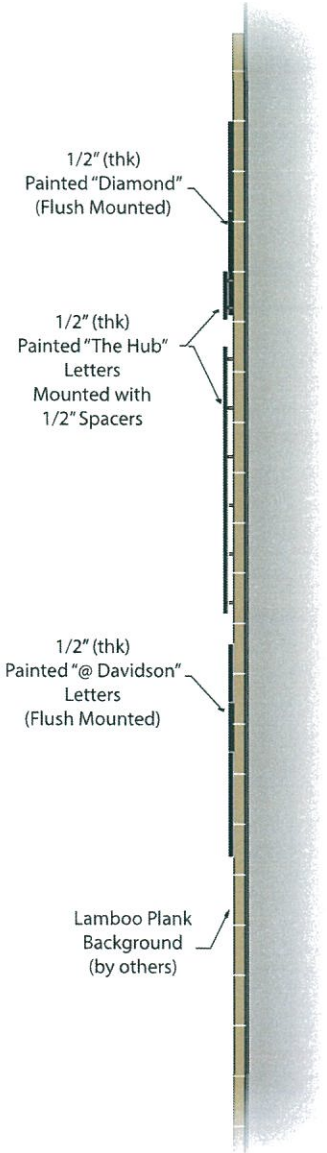 1/2" (thk)
Painted "Diamond"
(Flush Mounted)
1/2" (thk)
Painted "The Hub"
Letters
Mounted with
1/2" Spacers
1/2" (thk)
Painted "@ Davidson"
Letters
(Flush Mounted)
Lamboo Plank
Background
(by others)